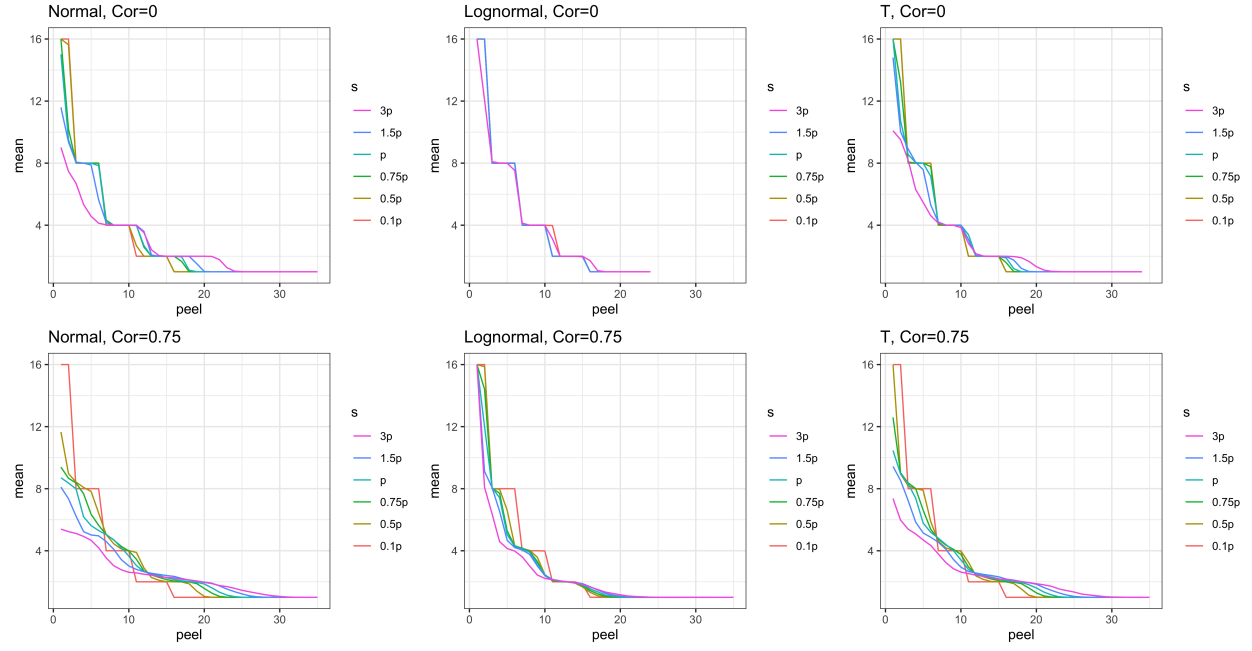 Normal, Cor=0
mean
16
12
8
4
0
10
20
30
peel
s
3p
1.5p
p
0.75p
0.5p
0.1p
Lognormal, Cor=0
mean
16
12
8
4
0
10
20
30
peel
s
3p
1.5p
p
0.75p
0.5p
0.1p
T, Cor=0
mean
16
12
8
4
0
10
20
30
peel
s
3p
1.5p
p
0.75p
0.5p
0.1p
Normal, Cor=0.75
mean
16
12
8
4
0
10
20
30
peel
s
3p
1.5p
p
0.75p
0.5p
0.1p
Lognormal, Cor=0.75
mean
16
12
8
4
0
10
20
30
peel
s
3p
1.5p
p
0.75p
0.5p
0.1p
T, Cor=0.75
mean
16
12
8
4
0
10
20
30
peel
s
3p
1.5p
p
0.75p
0.5p
0.1p